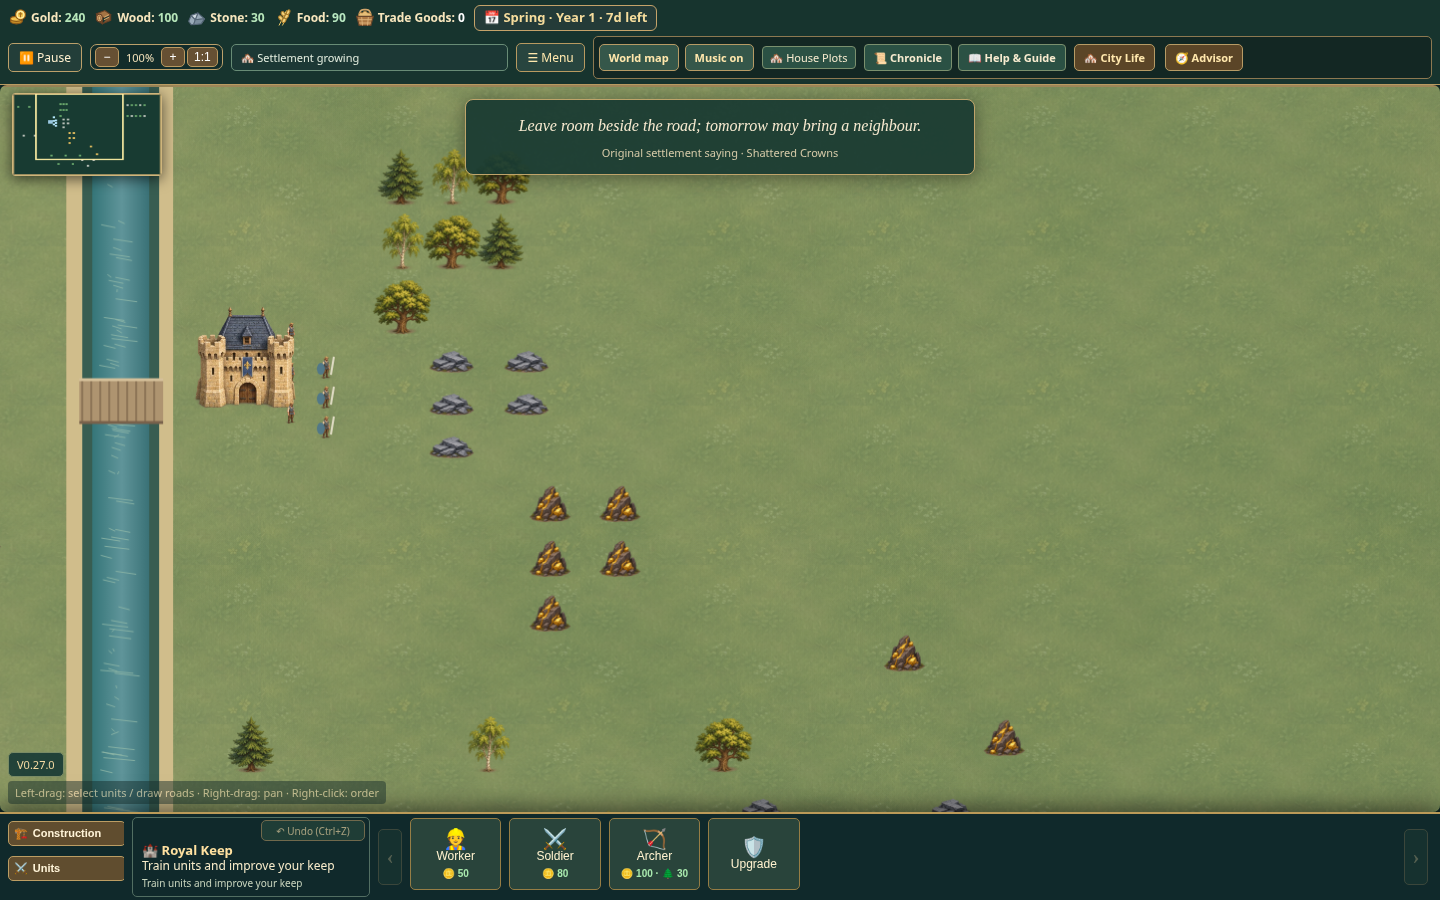 Gold: 240 Wood: 100 Stone: 30 Food: 90 Trade Goods: 0 Spring · Year 1 · 7d left
Pause − 100% + 1:1 Settlement growing ☰ Menu World map Music on House Plots Chronicle Help & Guide City Life Advisor
Leave room beside the road; tomorrow may bring a neighbour.
Original settlement saying · Shattered Crowns
V0.27.0
Left-drag: select units / draw roads · Right-drag: pan · Right-click: order
Construction
Units
↶ Undo (Ctrl+Z)
Royal Keep
Train units and improve your keep
Train units and improve your keep
‹
Worker
50
Soldier
80
Archer
100 · 30
Upgrade
›